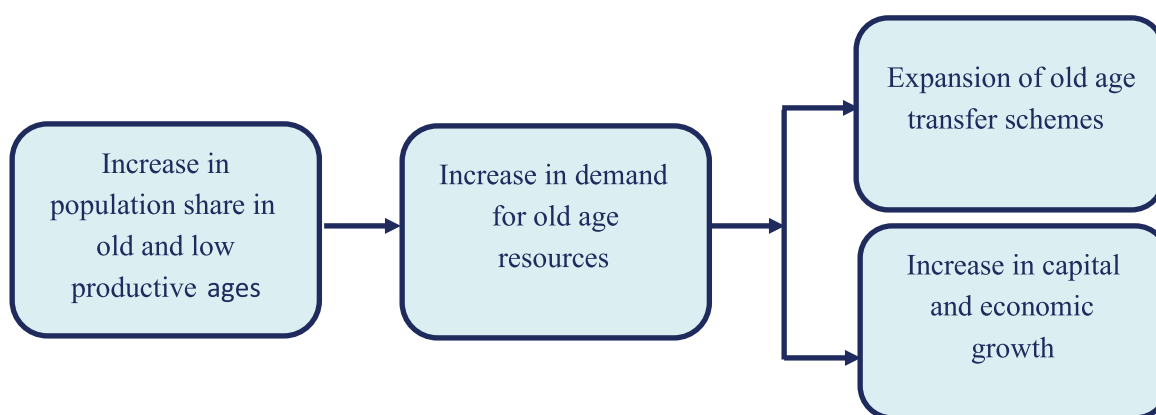 Increase in
population share in
old and low
productive ages
Increase in demand
for old age
resources
Expansion of old age
transfer schemes
Increase in capital
and economic
growth